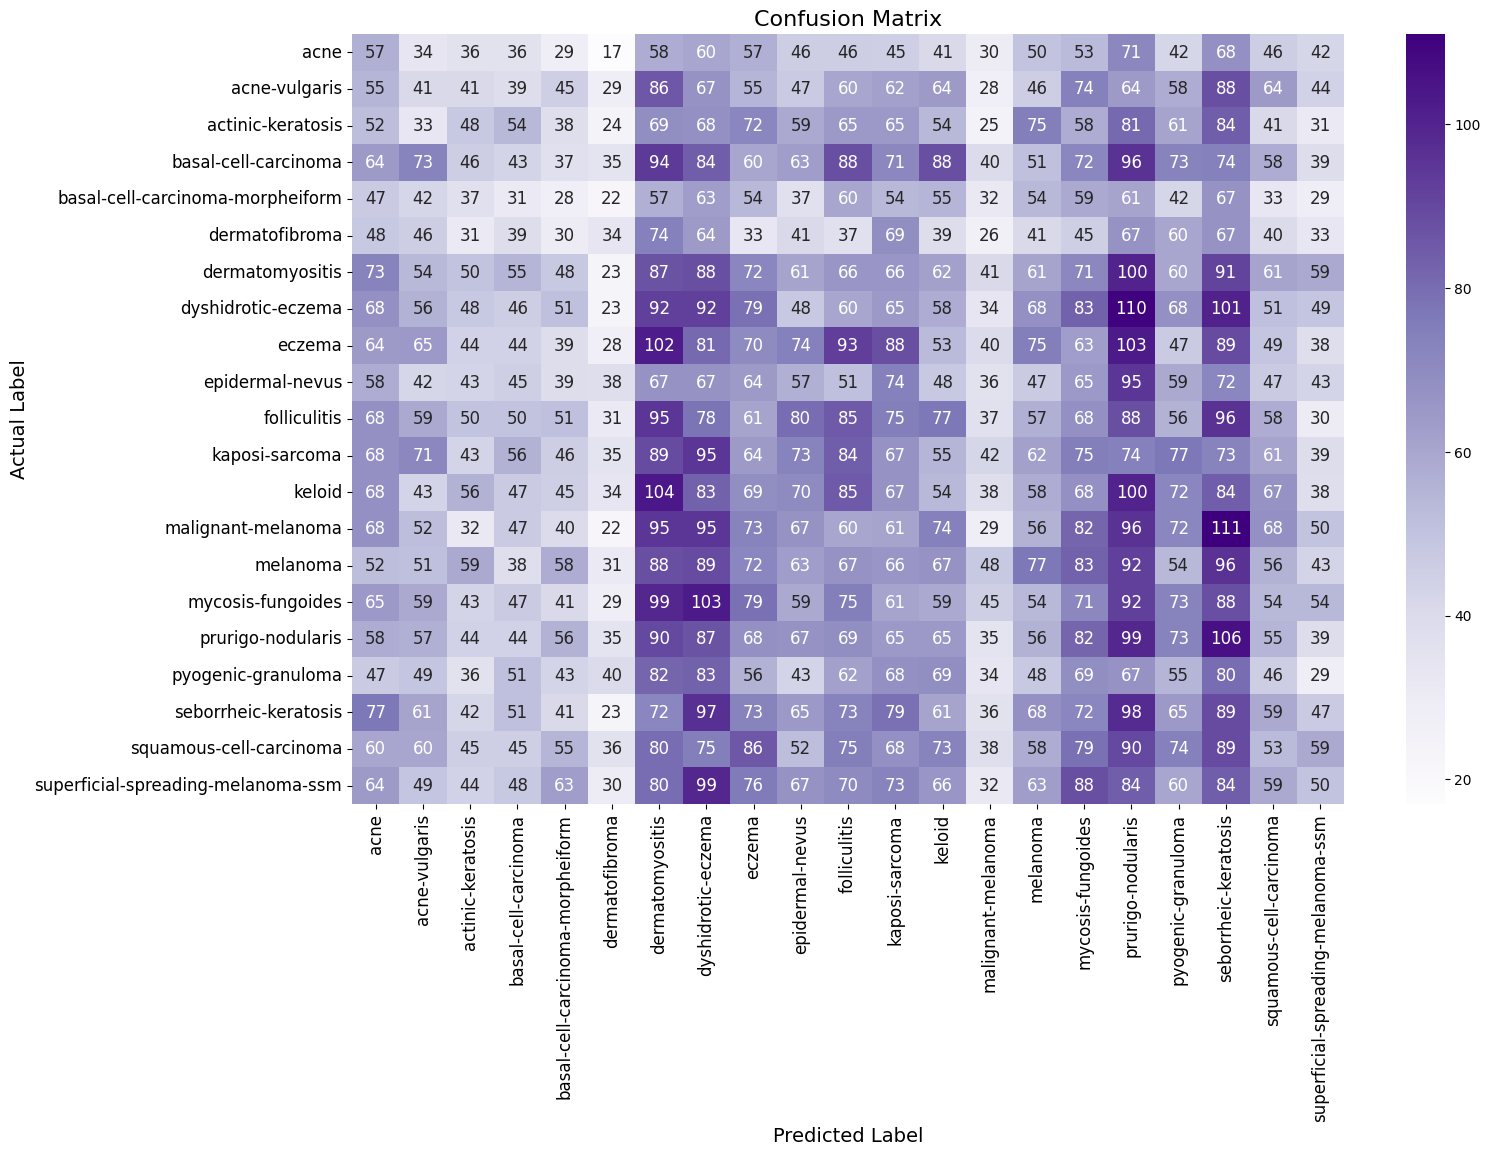 Confusion Matrix
acne 57 34 36 36 29 17 58 60 57 46 46 45 41 30 50 53 71 42 68 46 42
acne-vulgaris 55 41 41 39 45 29 86 67 55 47 60 62 64 28 46 74 64 58 88 64 44
actinic-keratosis 52 33 48 54 38 24 69 68 72 59 65 65 54 25 75 58 81 61 84 41 31
basal-cell-carcinoma 64 73 46 43 37 35 94 84 60 63 88 71 88 40 51 72 96 73 74 58 39
basal-cell-carcinoma-morpheiform 47 42 37 31 28 22 57 63 54 37 60 54 55 32 54 59 61 42 67 33 29
dermatofibroma 48 46 31 39 30 34 74 64 33 41 37 69 39 26 41 45 67 60 67 40 33
dermatomyositis 73 54 50 55 48 23 87 88 72 61 66 66 62 41 61 71 100 60 91 61 59
dyshidrotic-eczema 68 56 48 46 51 23 92 92 79 48 60 65 58 34 68 83 110 68 101 51 49
eczema 64 65 44 44 39 28 102 81 70 74 93 88 53 40 75 63 103 47 89 49 38
epidermal-nevus 58 42 43 45 39 38 67 67 64 57 51 74 48 36 47 65 95 59 72 47 43
folliculitis 68 59 50 50 51 31 95 78 61 80 85 75 77 37 57 68 88 56 96 58 30
kaposi-sarcoma 68 71 43 56 46 35 89 95 64 73 84 67 55 42 62 75 74 77 73 61 39
keloid 68 43 56 47 45 34 104 83 69 70 85 67 54 38 58 68 100 72 84 67 38
malignant-melanoma 68 52 32 47 40 22 95 95 73 67 60 61 74 29 56 82 96 72 111 68 50
melanoma 52 51 59 38 58 31 88 89 72 63 67 66 67 48 77 83 92 54 96 56 43
mycosis-fungoides 65 59 43 47 41 29 99 103 79 59 75 61 59 45 54 71 92 73 88 54 54
prurigo-nodularis 58 57 44 44 56 35 90 87 68 67 69 65 65 35 56 82 99 73 106 55 39
pyogenic-granuloma 47 49 36 51 43 40 82 83 56 43 62 68 69 34 48 69 67 55 80 46 29
seborrheic-keratosis 77 61 42 51 41 23 72 97 73 65 73 79 61 36 68 72 98 65 89 59 47
squamous-cell-carcinoma 60 60 45 45 55 36 80 75 86 52 75 68 73 38 58 79 90 74 89 53 59
superficial-spreading-melanoma-ssm 64 49 44 48 63 30 80 99 76 67 70 73 66 32 63 88 84 60 84 59 50
Actual Label
acne
acne-vulgaris
actinic-keratosis
basal-cell-carcinoma
basal-cell-carcinoma-morpheiform
dermatofibroma
dermatomyositis
dyshidrotic-eczema
eczema
epidermal-nevus
folliculitis
kaposi-sarcoma
keloid
malignant-melanoma
melanoma
mycosis-fungoides
prurigo-nodularis
pyogenic-granuloma
seborrheic-keratosis
squamous-cell-carcinoma
superficial-spreading-melanoma-ssm
Predicted Label
100
80
60
40
20